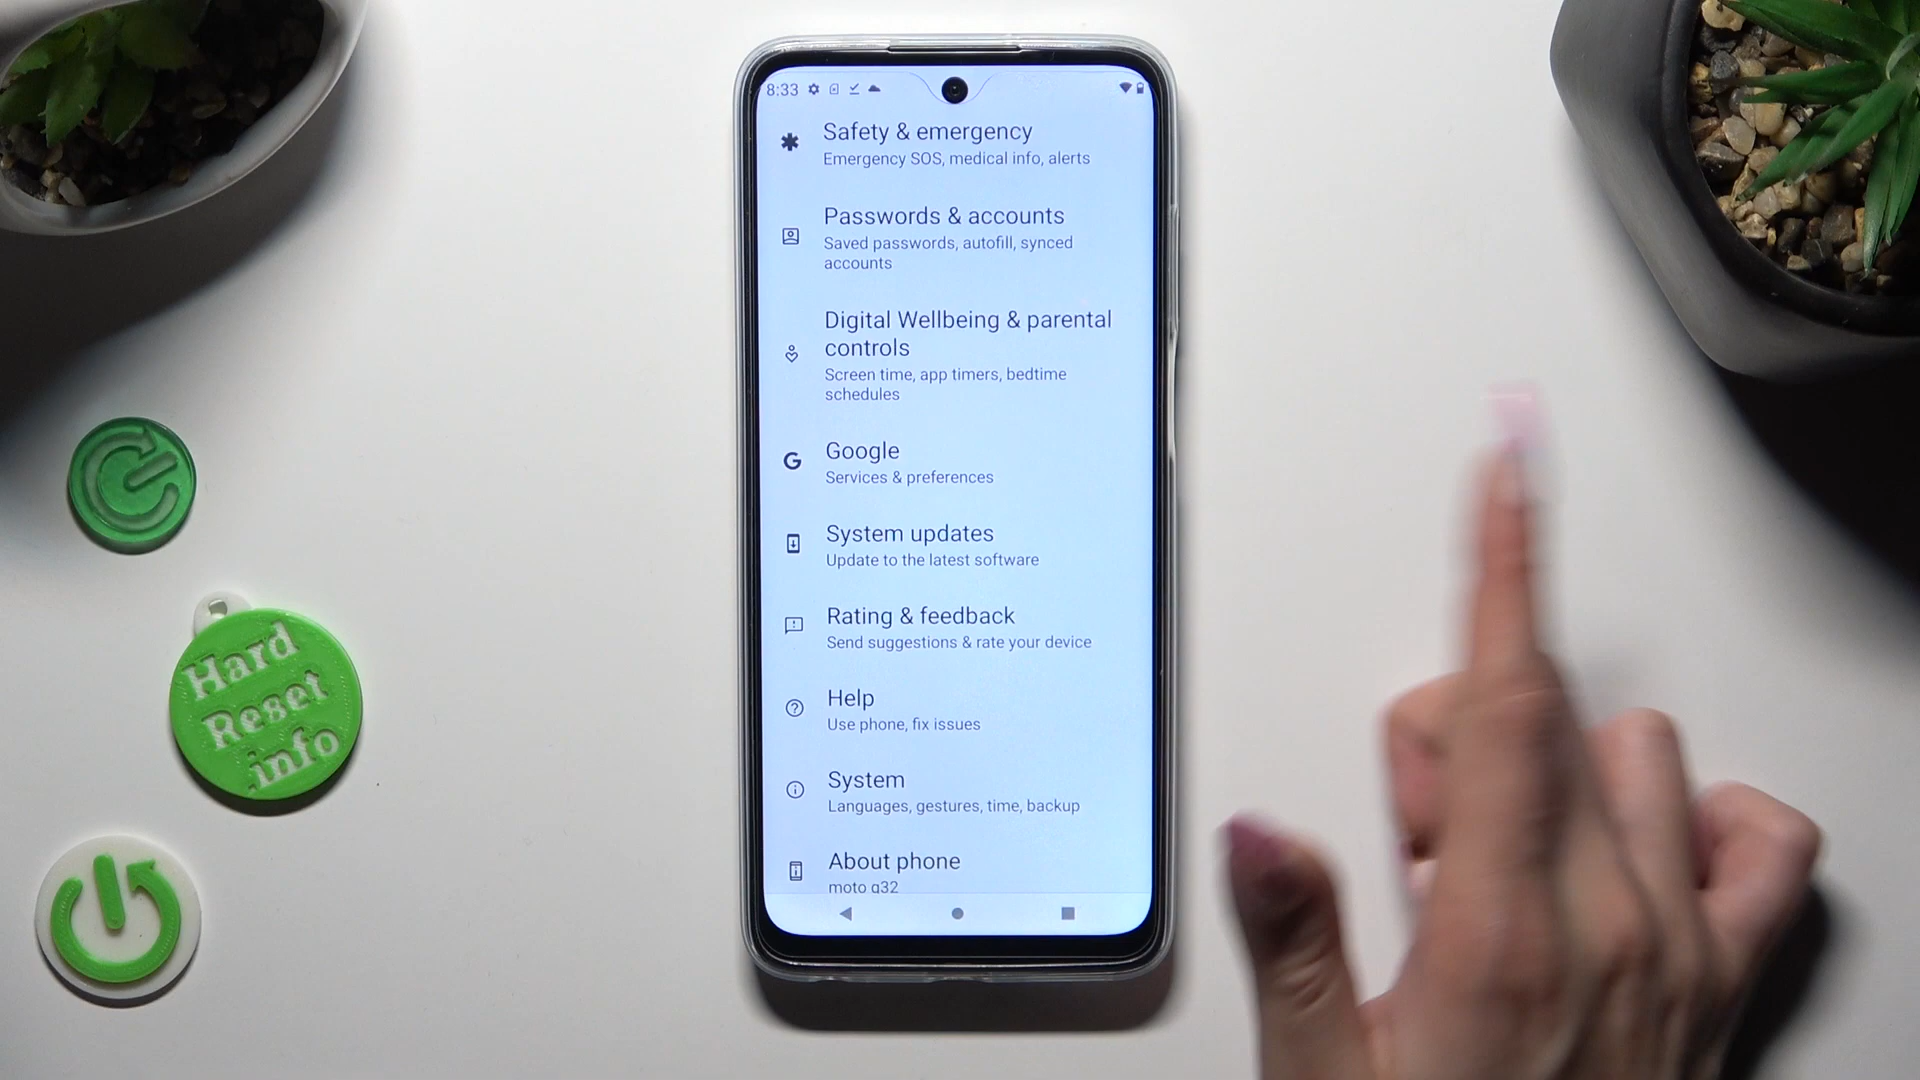 8:33
Safety & emergency
Emergency SOS, medical info, alerts
Passwords & accounts
Saved passwords, autofill, synced
accounts
Digital Wellbeing & parental
controls
Screen time, app timers, bedtime
schedules
Google
Services & preferences
System updates
Update to the latest software
Rating & feedback
Send suggestions & rate your device
Help
Use phone, fix issues
System
Languages, gestures, time, backup
About phone
moto g32
Hard
Reset
.info